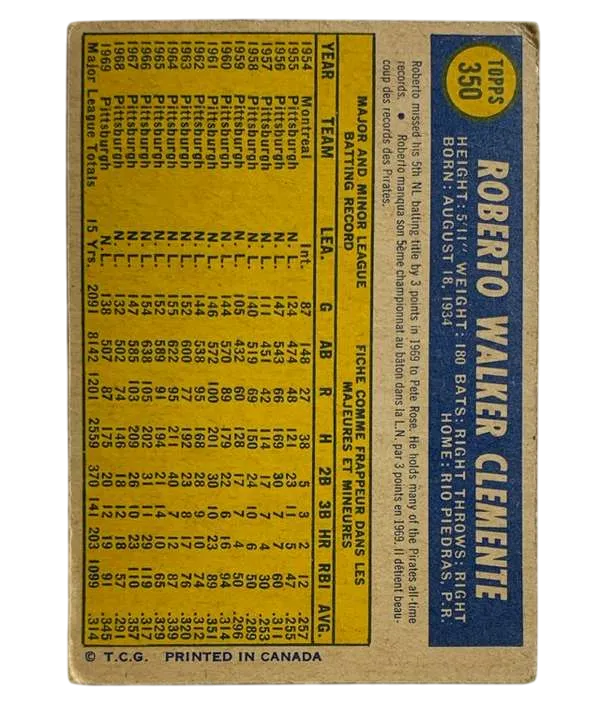 TOPPS
350
ROBERTO WALKER CLEMENTE
HEIGHT: 5'11" WEIGHT: 180 BATS: RIGHT THROWS: RIGHT
BORN: AUGUST 18, 1934 HOME: RIO PIEDRAS, P.R.
Roberto missed his 5th NL batting title by 3 points in 1969 to Pete Rose. He holds many of the Pirates all-time
records. • Roberto manqua son 5ème championnat au bâton dans la L.N. par 3 points en 1969. Il détient beau-
coup des records des Pirates.
MAJOR AND MINOR LEAGUE
BATTING RECORD
FICHE COMME FRAPPEUR DANS LES
MAJEURES ET MINEURES
YEAR TEAM LEA. G AB R H 2B 3B HR RBI AVG.
1954 Montreal Int. 87 148 27 38 5 3 2 12 .257
1955 Pittsburgh N. L. 124 474 48 121 23 11 5 47 .255
1956 Pittsburgh N. L. 147 543 66 169 30 7 7 60 .311
1957 Pittsburgh N. L. 111 451 42 114 17 7 4 30 .253
1958 Pittsburgh N. L. 140 519 69 150 24 10 6 50 .289
1959 Pittsburgh N. L. 105 432 60 128 17 7 4 50 .296
1960 Pittsburgh N. L. 144 570 89 179 22 6 16 94 .314
1961 Pittsburgh N. L. 146 572 100 201 30 10 23 89 .351
1962 Pittsburgh N. L. 144 538 95 168 28 9 10 74 .312
1963 Pittsburgh N. L. 152 600 77 192 23 8 17 76 .320
1964 Pittsburgh N. L. 155 622 95 211 40 7 12 87 .339
1965 Pittsburgh N. L. 152 589 91 194 21 14 10 65 .329
1966 Pittsburgh N. L. 154 638 105 202 31 11 29 119 .317
1967 Pittsburgh N. L. 147 585 103 209 26 10 23 110 .357
1968 Pittsburgh N. L. 132 502 74 146 18 12 18 57 .291
1969 Pittsburgh N. L. 138 507 87 175 20 12 19 91 .345
Major League Totals 15 Yrs. 2091 8142 1201 2559 370 141 203 1099 .314
© T.C.G. PRINTED IN CANADA